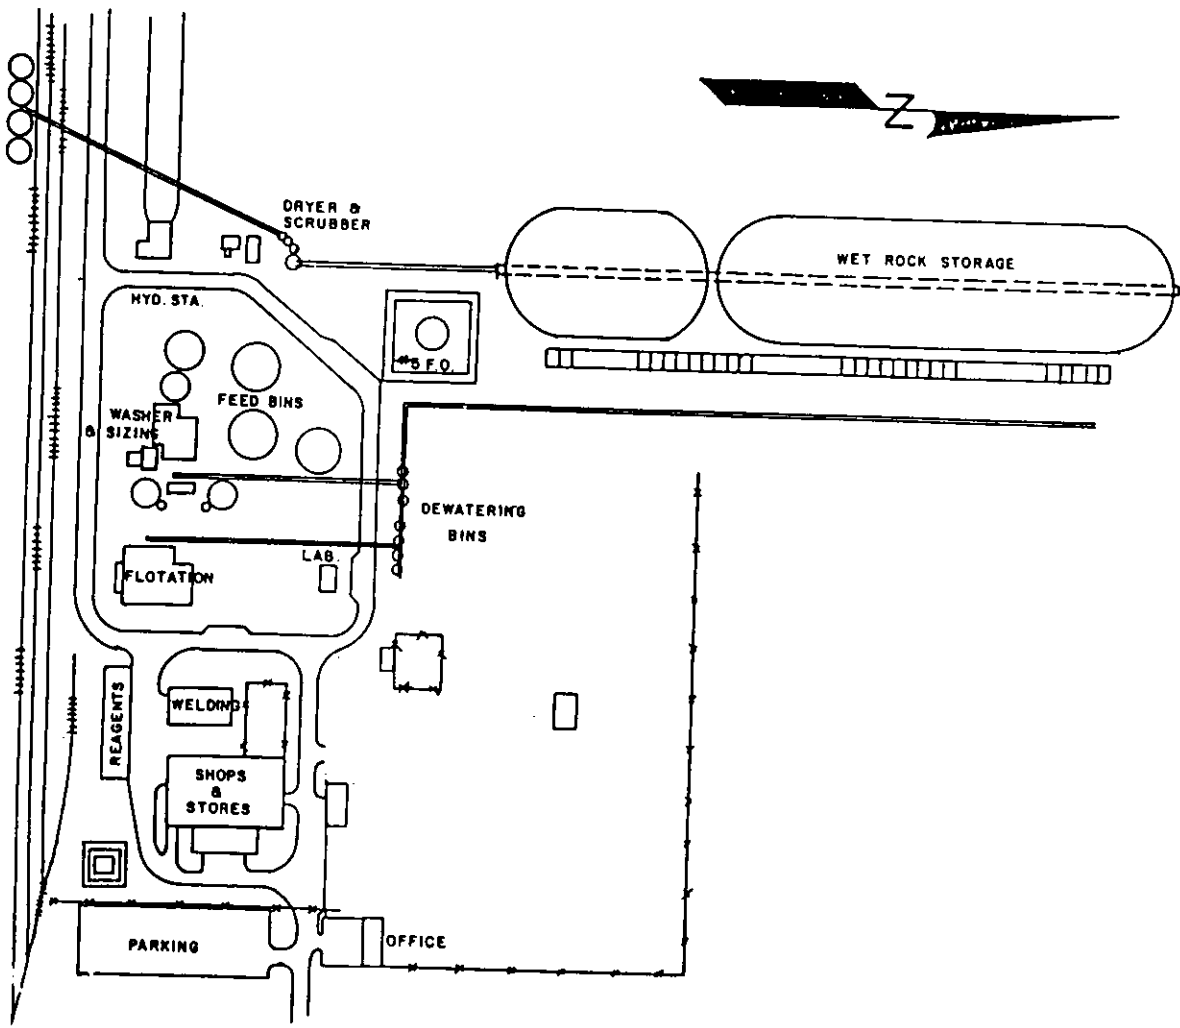 N
DRYER &
SCRUBBER
WET ROCK STORAGE
HYD. STA.
#5 F.O.
FEED BINS
WASHER
& SIZING
DEWATERING
BINS
LAB.
FLOTATION
REAGENTS
WELDING
SHOPS
&
STORES
PARKING
OFFICE